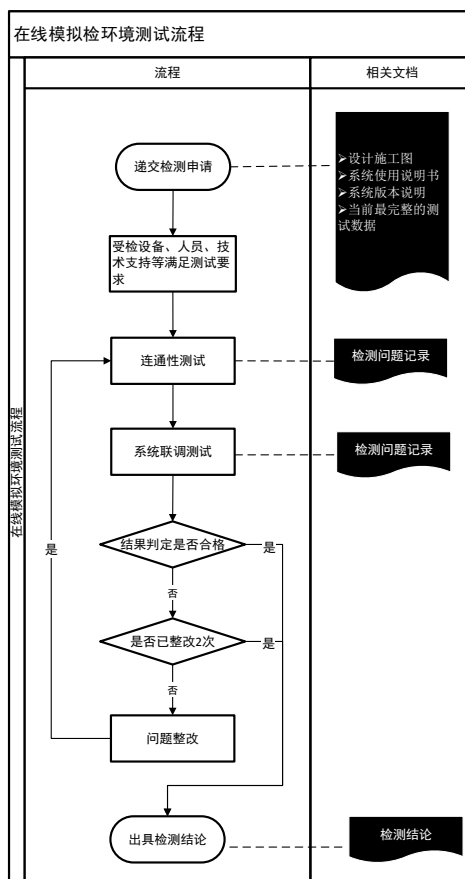 在线模拟检环境测试流程
流程
相关文档
在线模拟环境测试流程
递交检测申请
➢设计施工图
➢系统使用说明书
➢系统版本说明
➢当前最完整的测
试数据
受检设备、人员、技
术支持等满足测试要
求
连通性测试
检测问题记录
系统联调测试
检测问题记录
结果判定是否合格
是
是
否
是否已整改2次
是
否
问题整改
出具检测结论
检测结论